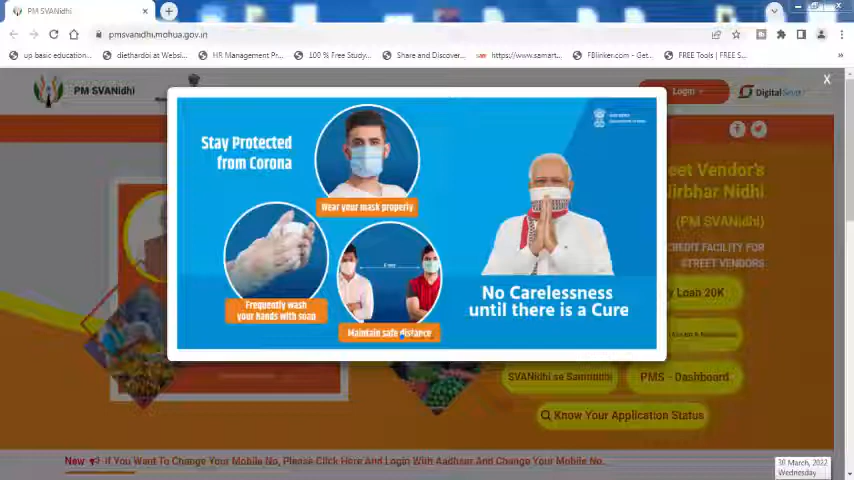 PM SVANidhi
pmsvanidhi.mohua.gov.in
up basic education...
diethardoi at Websi...
HR Management Pr...
100 % Free Study...
Share and Discover...
https://www.samart...
FBlinker.com - Get...
FREE Tools | FREE S...
PM SVANidhi
Login
Digital
Stay Protected
from Corona
Wear your mask properly
Frequently wash
your hands with soap
Maintain safe distance
No Carelessness
until there is a Cure
X
reet Vendor's
irbhar Nidhi
(PM SVANidhi)
CREDIT FACILITY FOR
STREET VENDORS
y Loan 20K
SVANidhi se Samriddhi
PMS - Dashboard
Know Your Application Status
New
If You Want To Change Your Mobile No, Please Click Here And Login With Aadhaar And Change Your Mobile No.
30 March, 2022
Wednesday